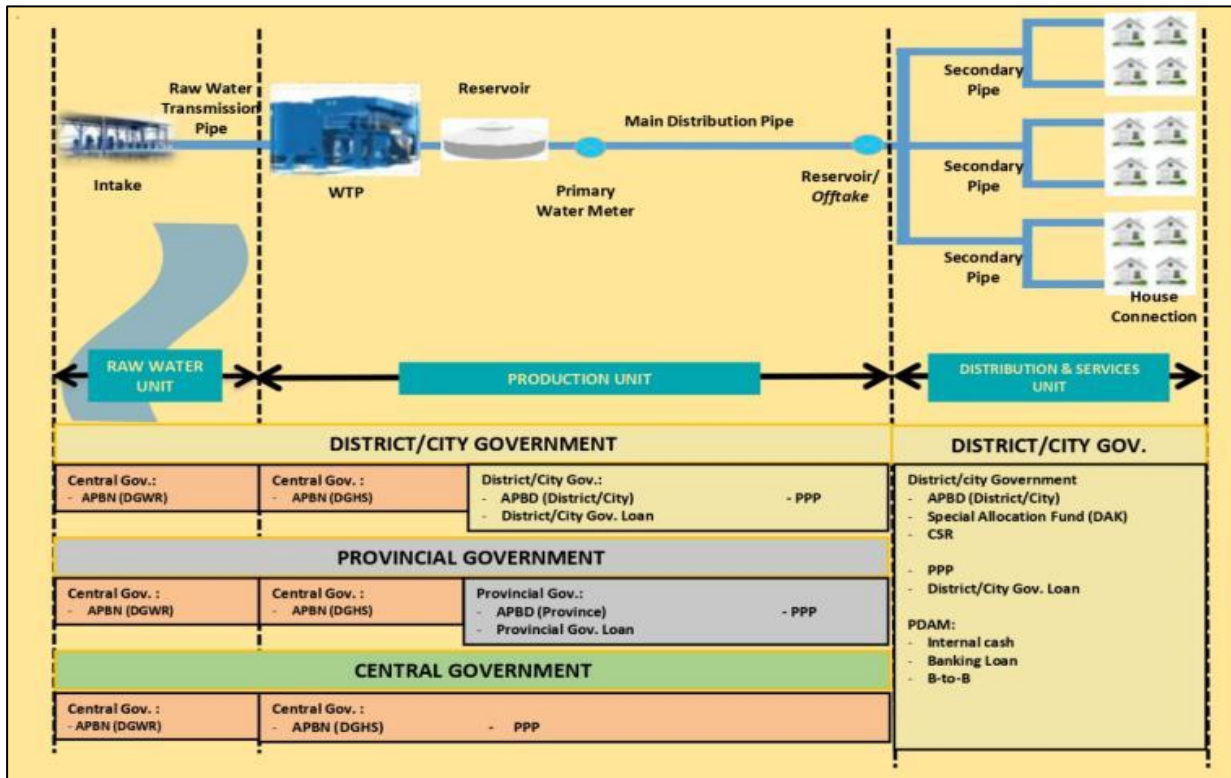 Raw Water
Transmission
Pipe
Intake
WTP
Reservoir
Primary
Water Meter
Main Distribution Pipe
Reservoir/
Offtake
Secondary
Pipe
Secondary
Pipe
Secondary
Pipe
House
Connection
RAW WATER
UNIT
PRODUCTION UNIT
DISTRIBUTION & SERVICES
UNIT
DISTRICT/CITY GOVERNMENT
Central Gov.:
- APBN (DGWR)
Central Gov.:
- APBN (DGHS)
District/City Gov.:
- APBD (District/City) - PPP
- District/City Gov. Loan
PROVINCIAL GOVERNMENT
Central Gov. :
- APBN (DGWR)
Central Gov. :
- APBN (DGHS)
Provincial Gov.:
- APBD (Province) - PPP
- Provincial Gov. Loan
CENTRAL GOVERNMENT
Central Gov. :
- APBN (DGWR)
Central Gov. :
- APBN (DGHS) - PPP
DISTRICT/CITY GOV.
District/city Government
- APBD (District/City)
- Special Allocation Fund (DAK)
- CSR
- PPP
- District/City Gov. Loan
PDAM:
- Internal cash
- Banking Loan
- B-to-B